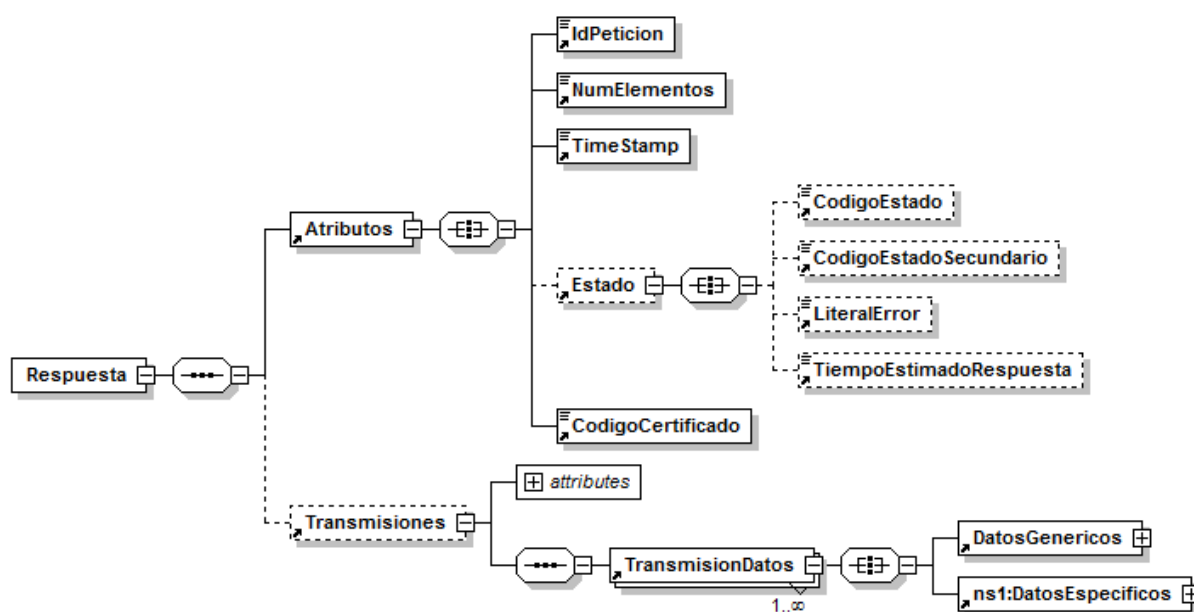 IdPeticion
NumElementos
TimeStamp
CodigoEstado
Atributos
CodigoEstadoSecundario
Estado
LiteralError
Respuesta
TiempoEstimadoRespuesta
CodigoCertificado
attributes
Transmisiones
TransmisionDatos
1..∞
DatosGenericos
ns1:DatosEspecificos